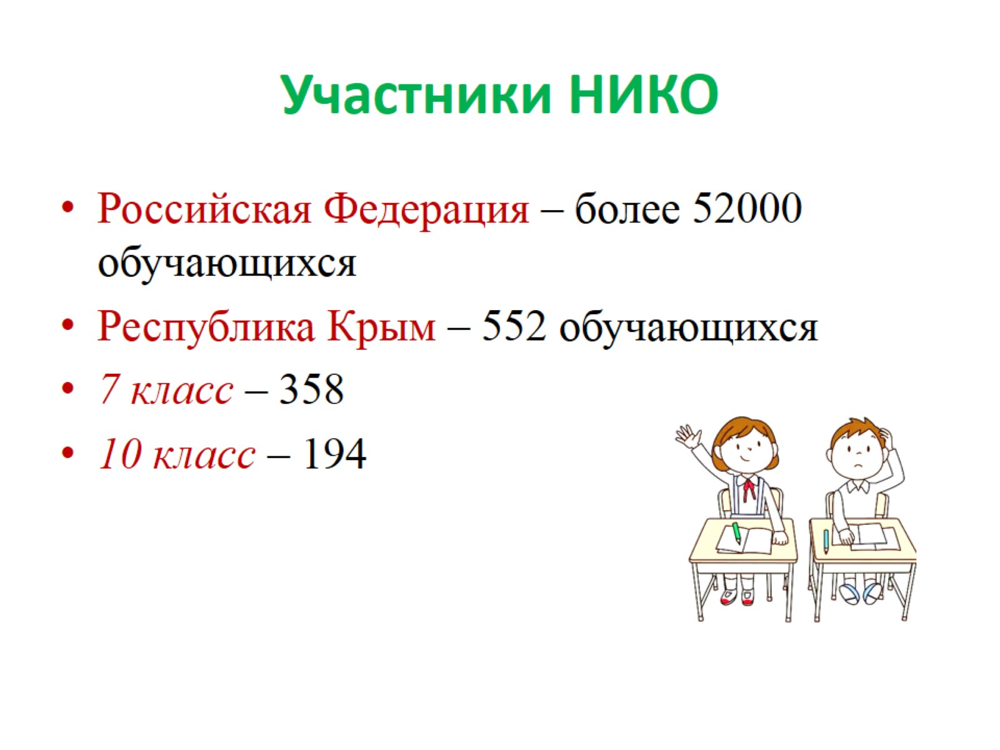 Участники НИКО
• Российская Федерация – более 52000
обучающихся
• Республика Крым – 552 обучающихся
• 7 класс – 358
• 10 класс – 194